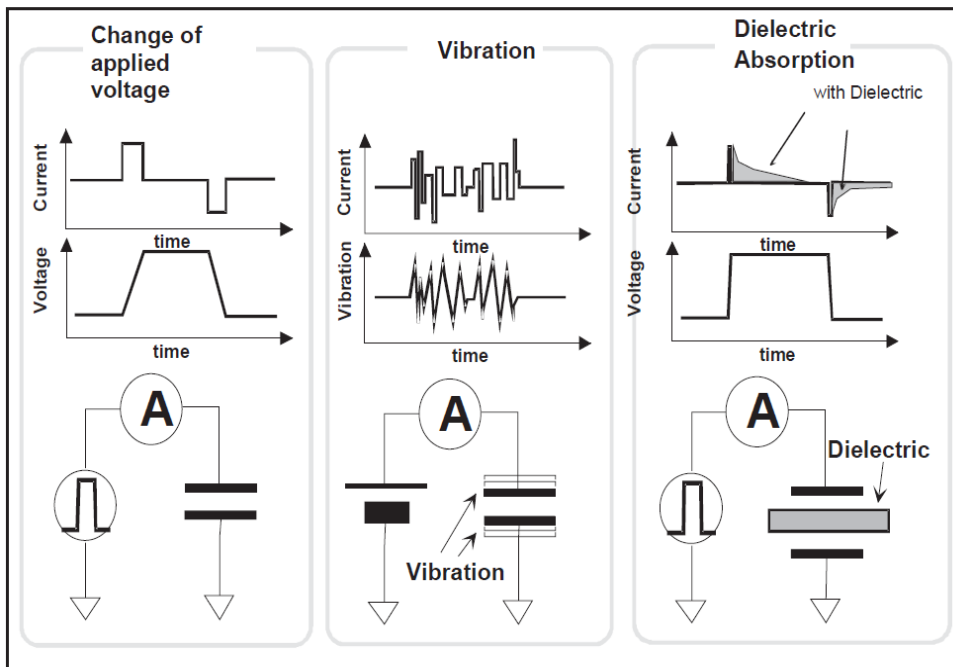 Change of
applied
voltage
Current
time
Voltage
time
A
Vibration
Current
time
Vibration
time
A
Vibration
Dielectric
Absorption
with Dielectric
Current
time
Voltage
time
A
Dielectric